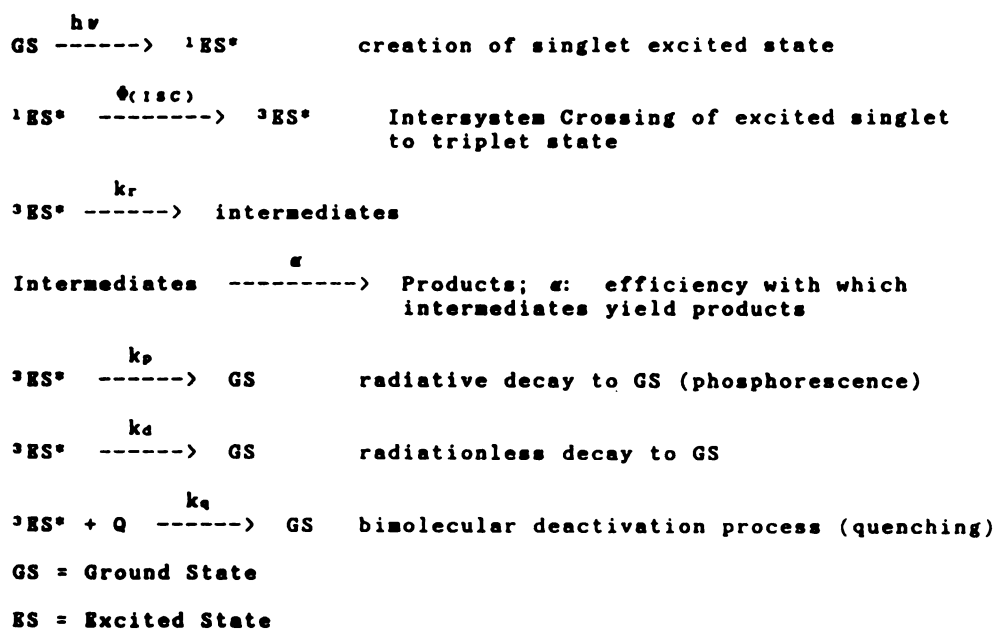 hν
GS ------> ¹ES* creation of singlet excited state
Φ(ISC)
¹ES* --------> ³ES* Intersystem Crossing of excited singlet
to triplet state
kr
³ES* ------> intermediates
α
Intermediates ---------> Products; α: efficiency with which
intermediates yield products
kp
³ES* ------> GS radiative decay to GS (phosphorescence)
kd
³ES* ------> GS radiationless decay to GS
kq
³ES* + Q ------> GS bimolecular deactivation process (quenching)
GS = Ground State
ES = Excited State